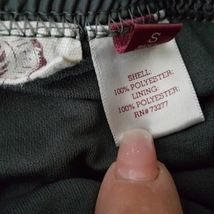 S
SHELL:
100% POLYESTER:
LINING:
100% POLYESTER:
RN# 73277